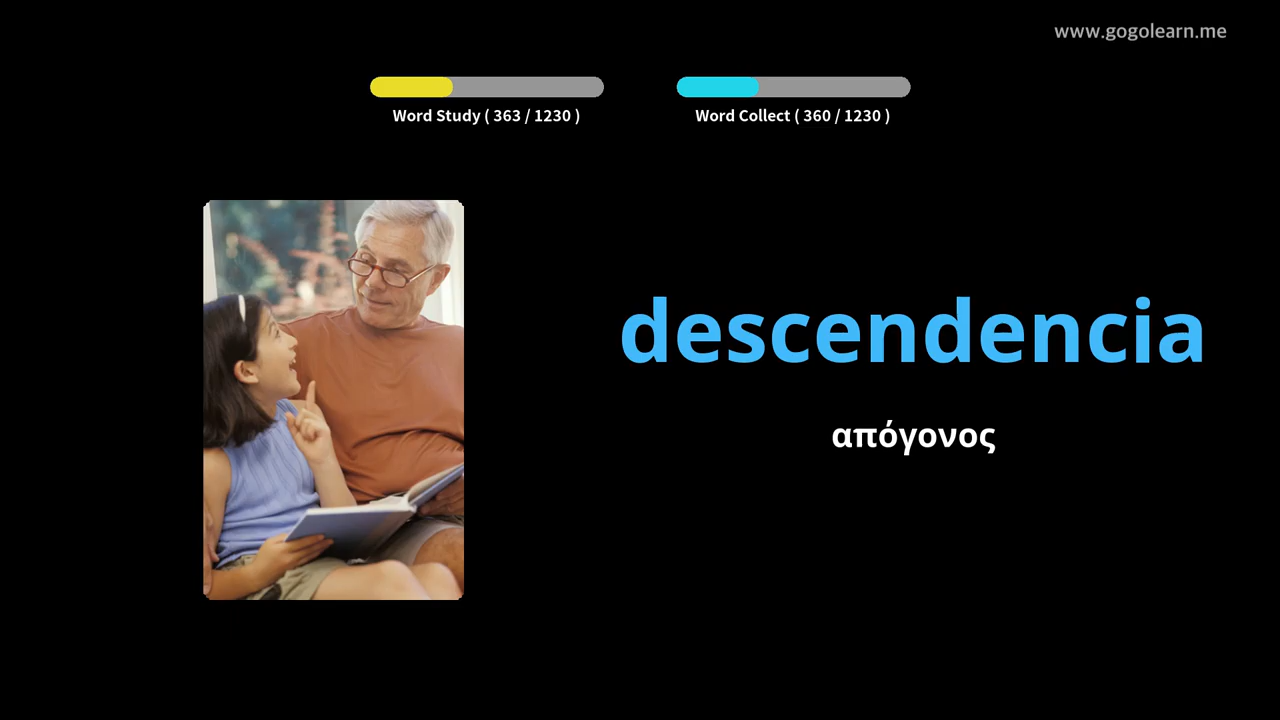 www.gogolearn.me
Word Study ( 363 / 1230 )
Word Collect ( 360 / 1230 )
descendencia
απόγονος